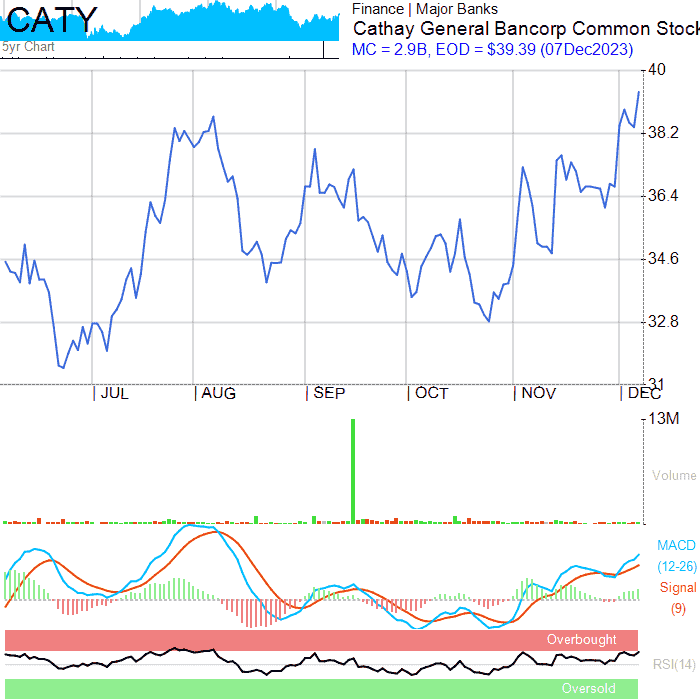 CATY
5yr Chart
Finance | Major Banks
Cathay General Bancorp Common Stock
MC = 2.9B, EOD = $39.39 (07Dec2023)
40
38.2
36.4
34.6
32.8
31
JUL AUG SEP OCT NOV DEC
13M
Volume
MACD
(12-26)
Signal
(9)
Overbought
RSI(14)
Oversold